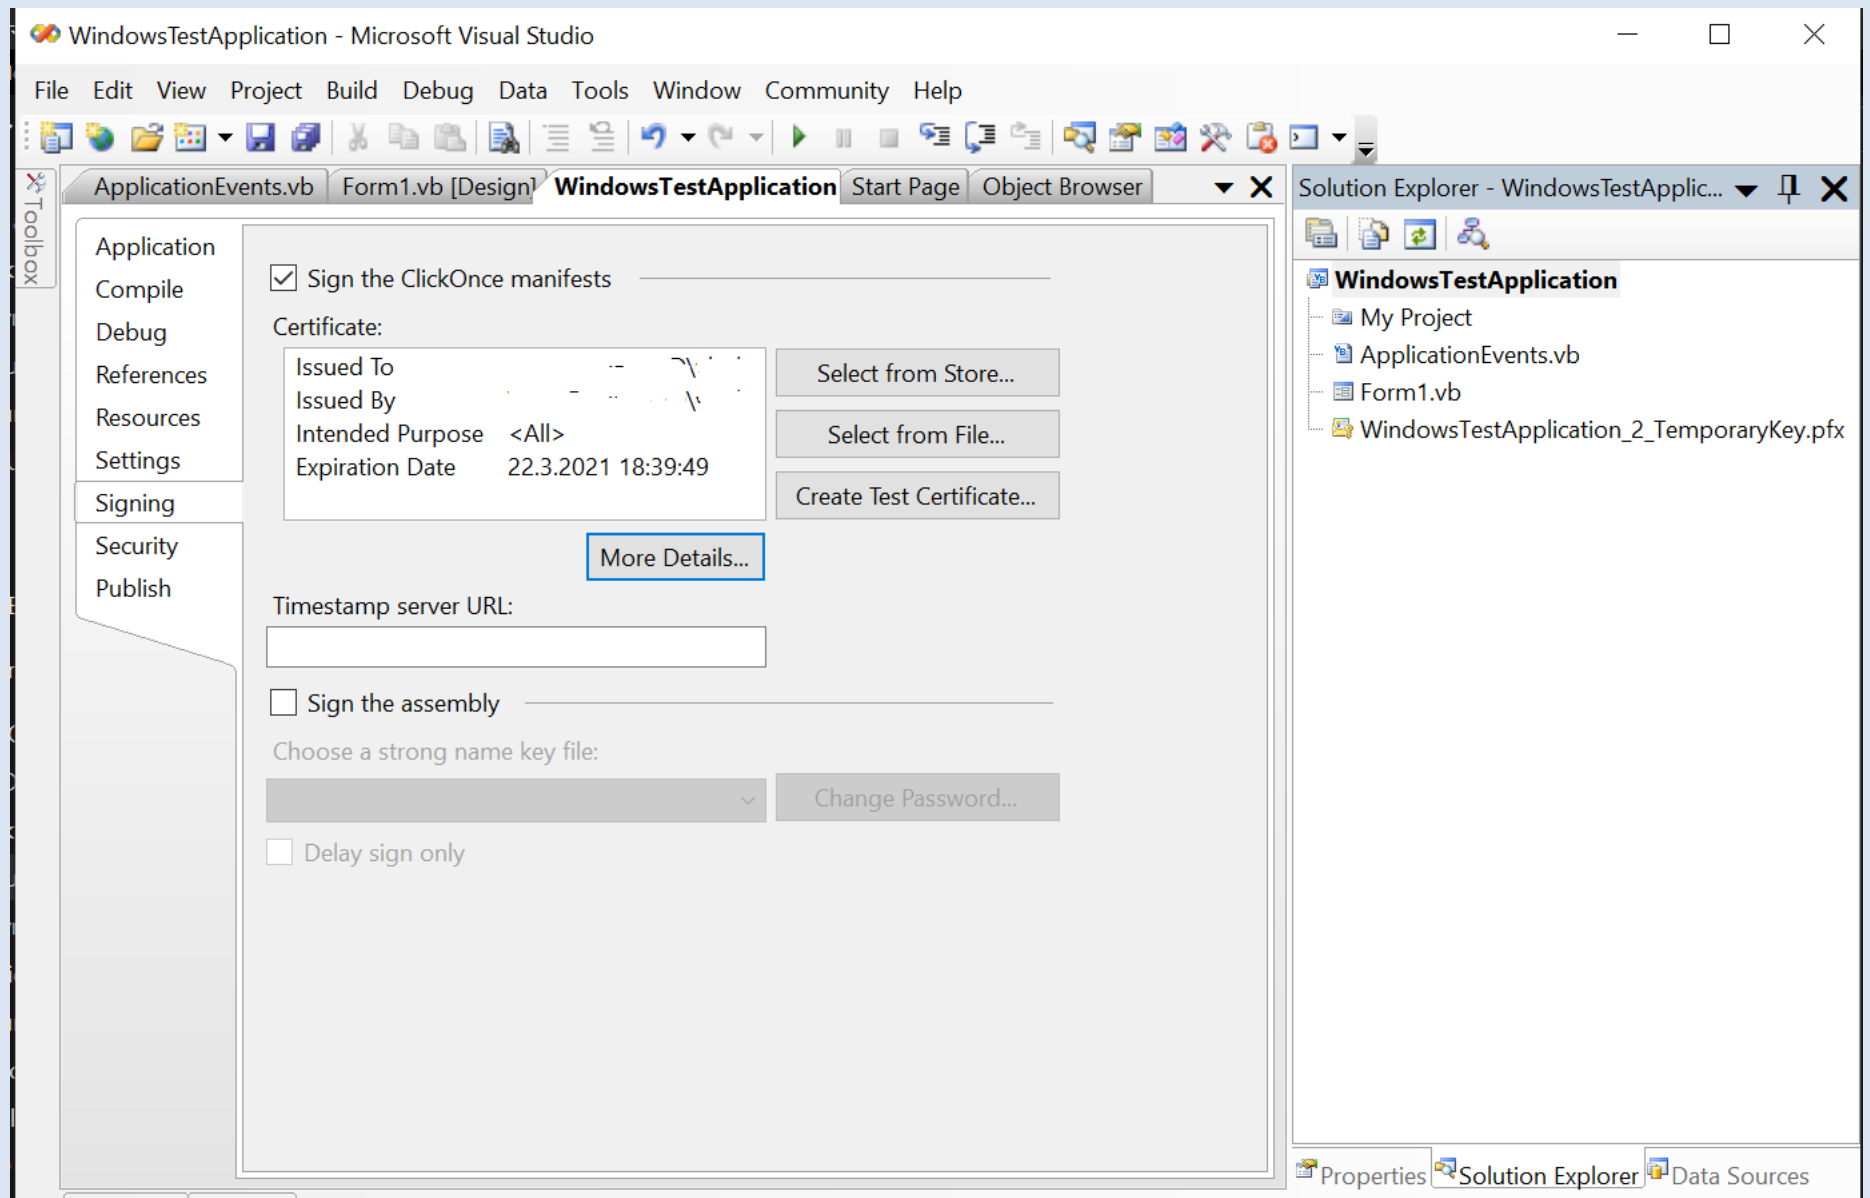 WindowsTestApplication - Microsoft Visual Studio
File Edit View Project Build Debug Data Tools Window Community Help
Toolbox
ApplicationEvents.vb Form1.vb [Design] WindowsTestApplication Start Page Object Browser
Solution Explorer - WindowsTestApplic...
Application
Compile
Debug
References
Resources
Settings
Signing
Security
Publish
Sign the ClickOnce manifests
Certificate:
Issued To
Issued By
Intended Purpose <All>
Expiration Date 22.3.2021 18:39:49
Select from Store...
Select from File...
Create Test Certificate...
More Details...
Timestamp server URL:
Sign the assembly
Choose a strong name key file:
Change Password...
Delay sign only
WindowsTestApplication
My Project
ApplicationEvents.vb
Form1.vb
WindowsTestApplication_2_TemporaryKey.pfx
Properties Solution Explorer Data Sources